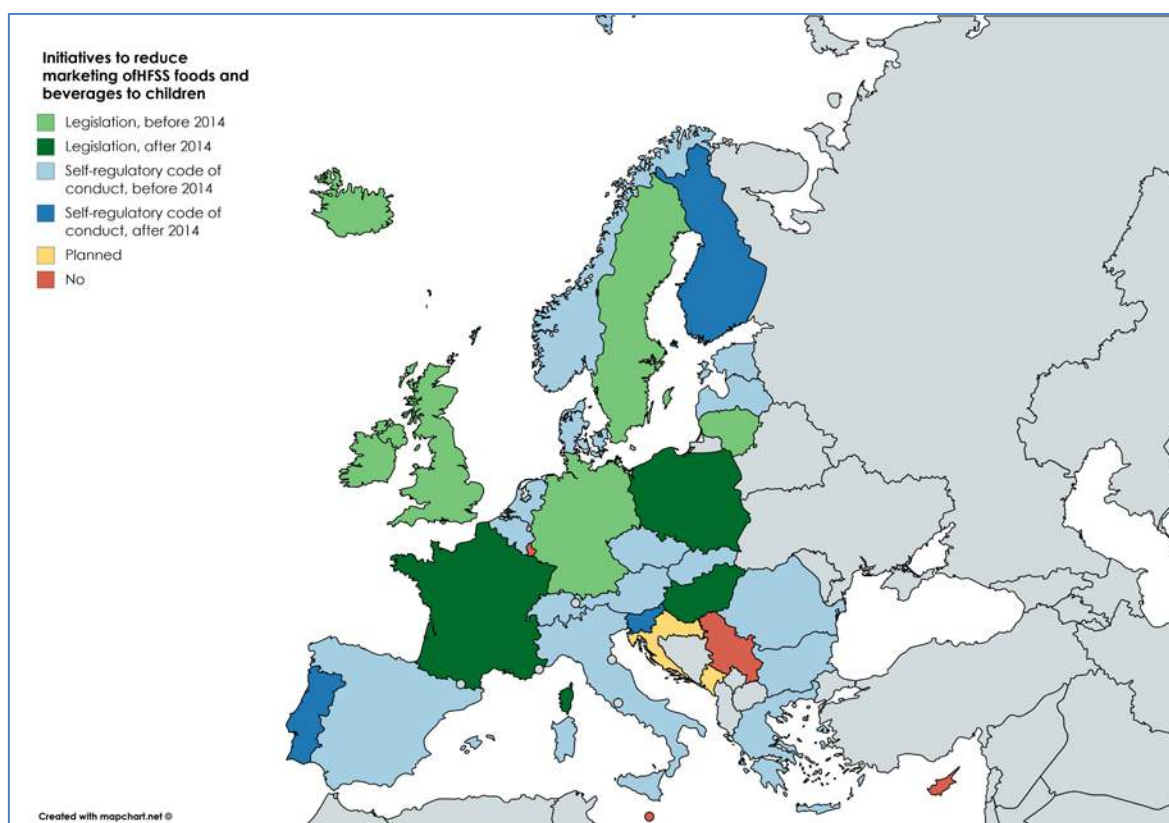 Initiatives to reduce
marketing ofHFSS foods and
beverages to children
Legislation, before 2014
Legislation, after 2014
Self-regulatory code of
conduct, before 2014
Self-regulatory code of
conduct, after 2014
Planned
No
Created with mapchart.net ©